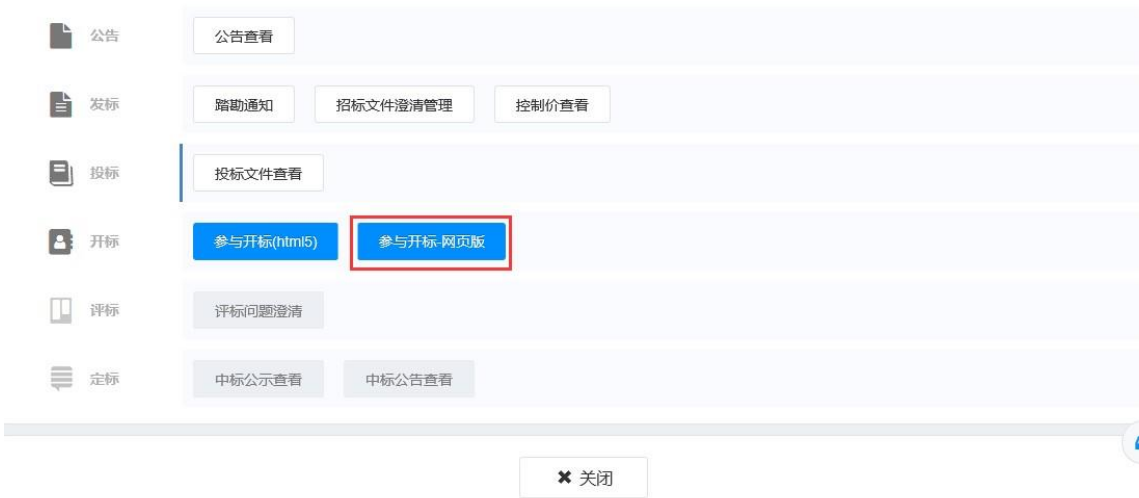 公告 公告查看
发标 踏勘通知 招标文件澄清管理 控制价查看
投标 投标文件查看
开标 参与开标(html5) 参与开标-网页版
评标 评标问题澄清
定标 中标公示查看 中标公告查看
✖ 关闭